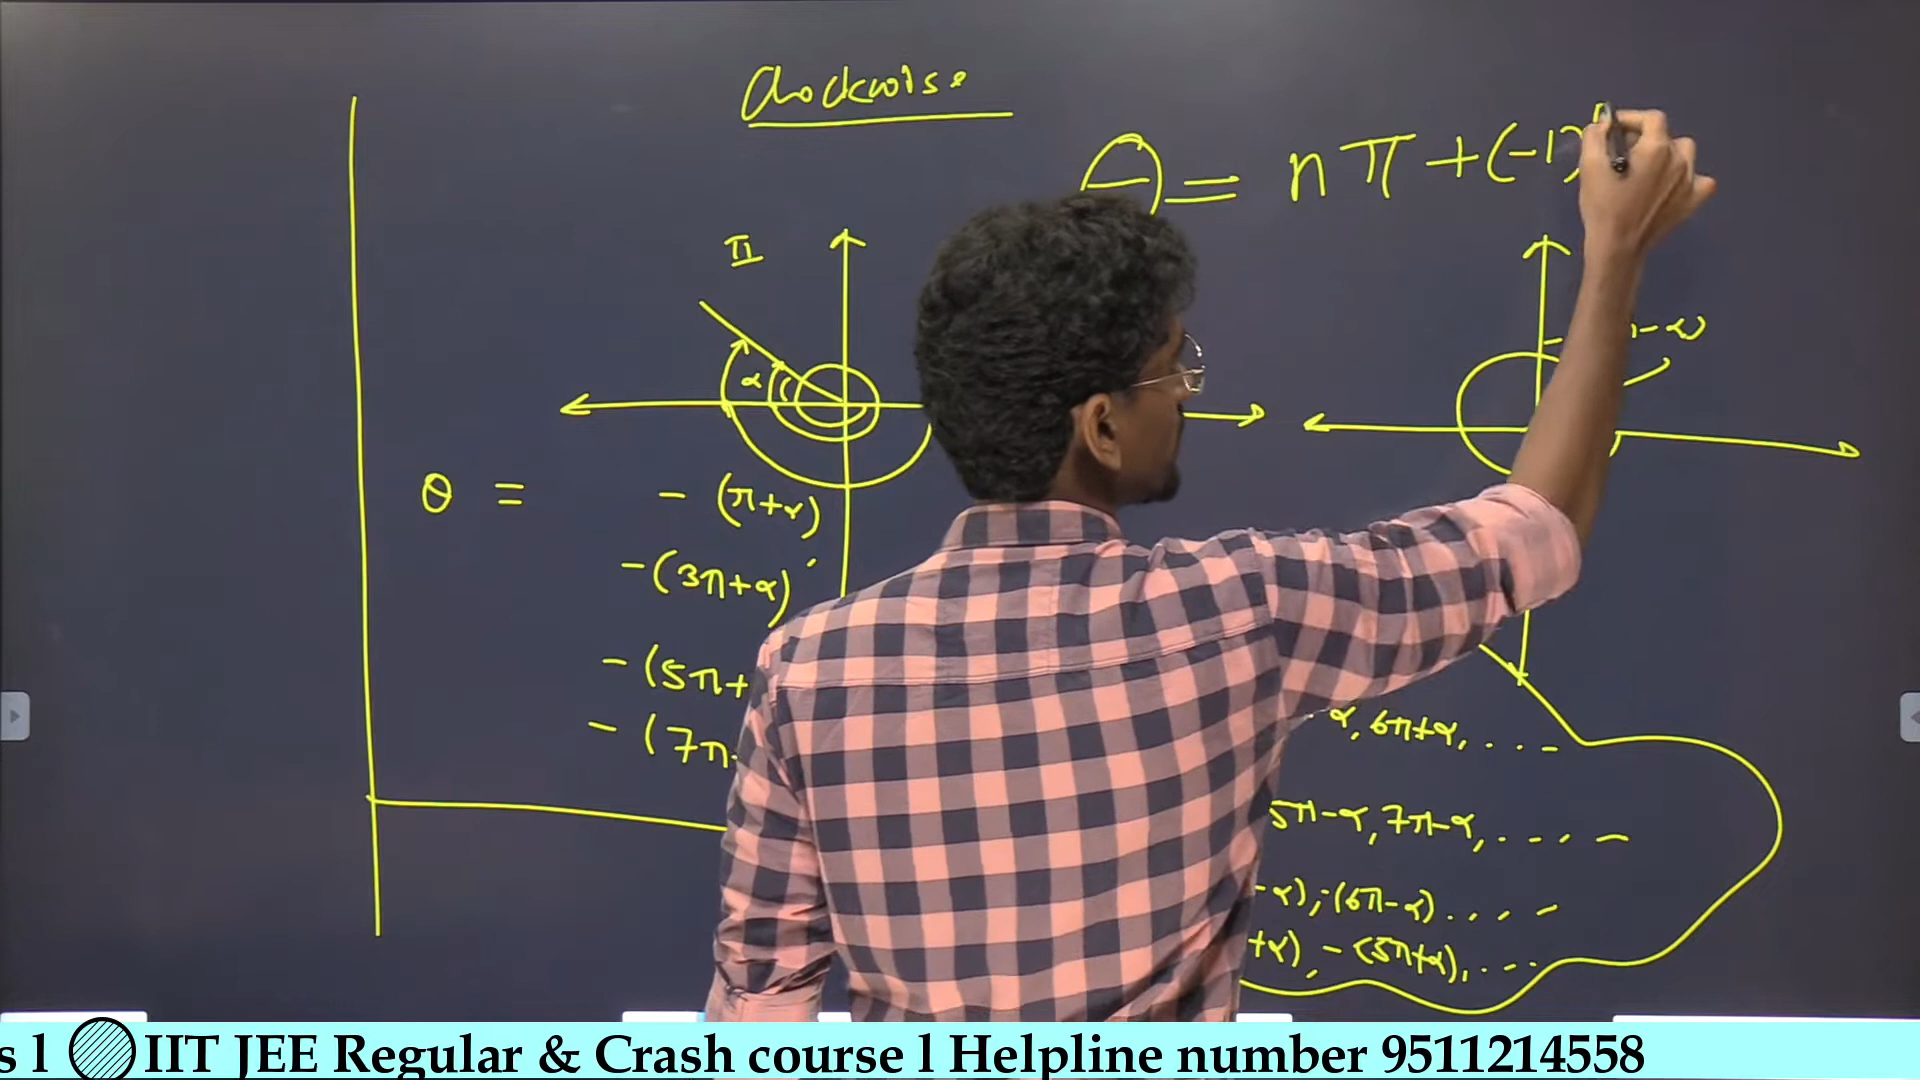 Clockwise
θ = nπ + (-1)
II
α
θ = - (π+α)
-(3π+α)
- (5π+
- (7π
α, 6π+α, . . . -
5π-α, 7π-α, . - . . -
-α), -(6π-α) . . . -
+α), - (5π+α), . . .
s l IIT JEE Regular & Crash course l Helpline number 9511214558